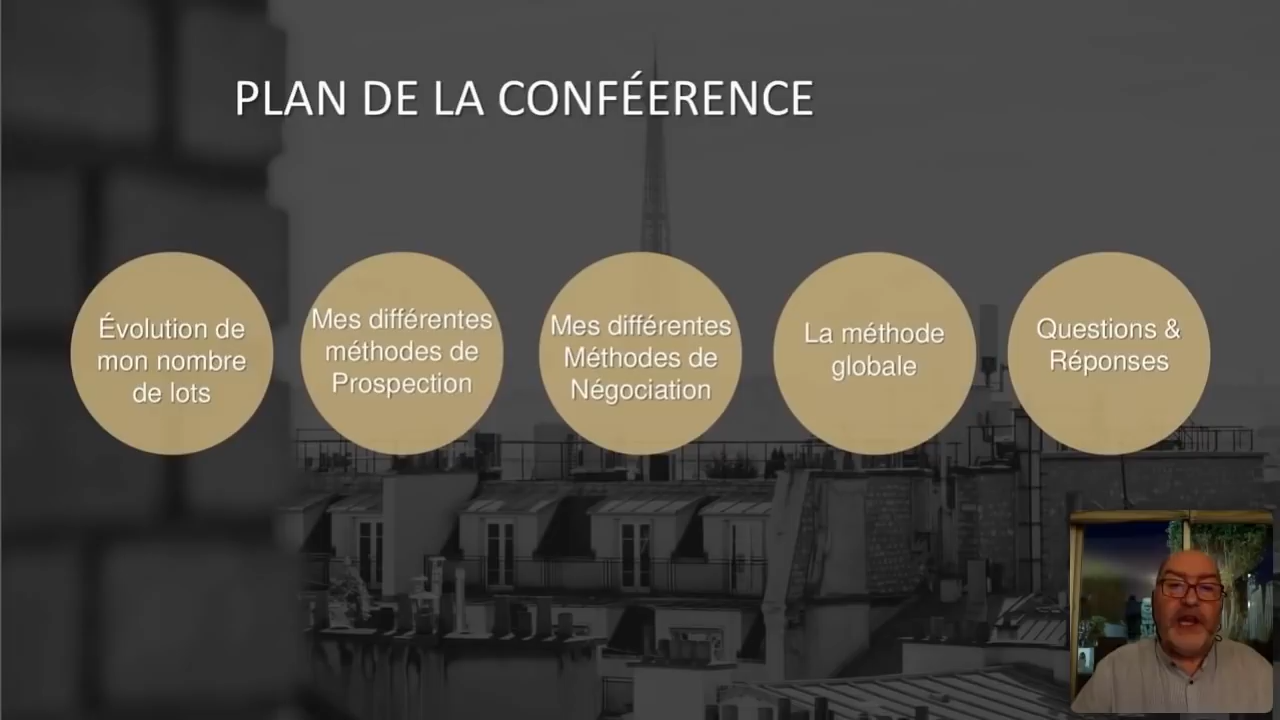 PLAN DE LA CONFÉERENCE
Évolution de
mon nombre
de lots
Mes différentes
méthodes de
Prospection
Mes différentes
Méthodes de
Négociation
La méthode
globale
Questions &
Réponses